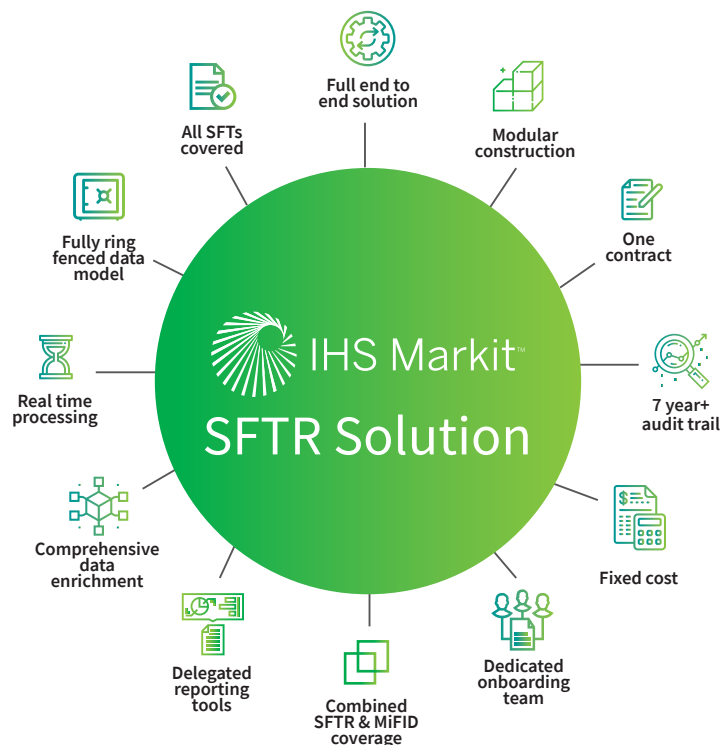 Full end to
end solution
Modular
construction
One
contract
7 year+
audit trail
$
Fixed cost
Dedicated
onboarding
team
Combined
SFTR & MiFID
coverage
Delegated
reporting
tools
Comprehensive
data
enrichment
Real time
processing
Fully ring
fenced data
model
All SFTs
covered
IHS Markit™
SFTR Solution